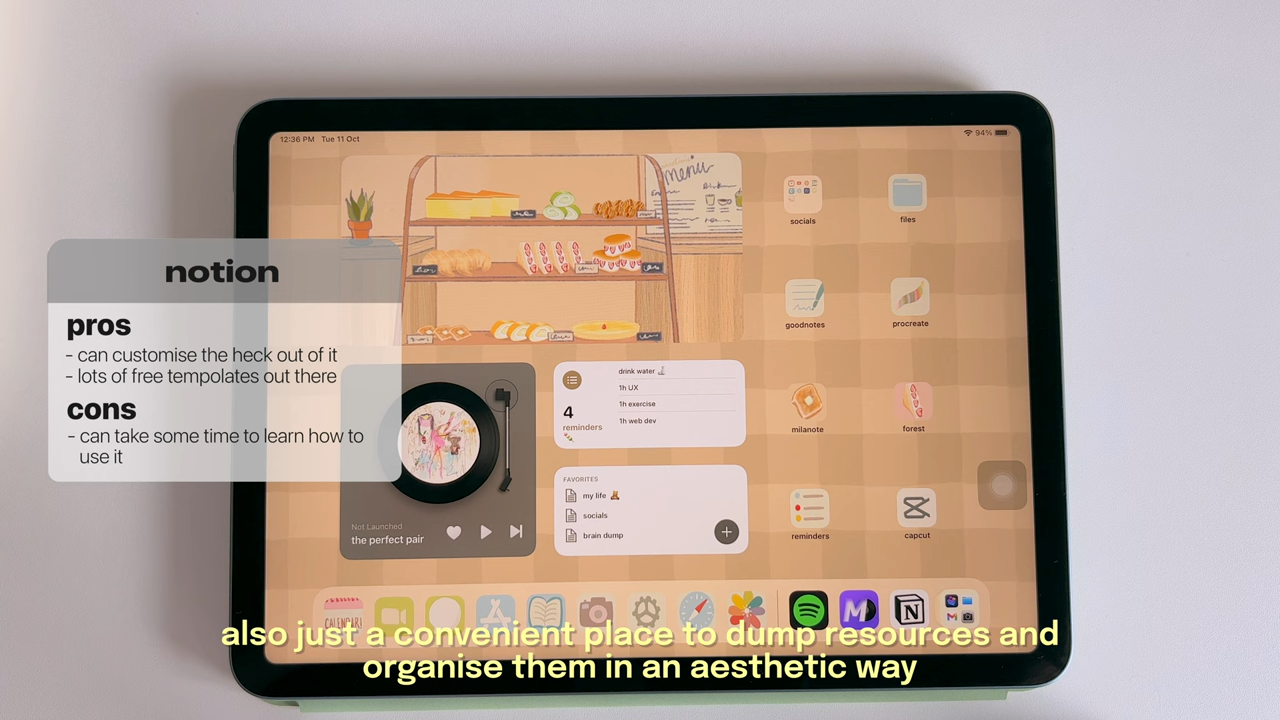 12:36 PM Tue 11 Oct
94%
menu
socials
files
notion
pros
- can customise the heck out of it
- lots of free tempolates out there
cons
- can take some time to learn how to
use it
goodnotes
procreate
4
reminders
drink water
1h UX
1h exercise
1h web dev
milanote
forest
Not Launched
the perfect pair
FAVORITES
my life
socials
brain dump
reminders
capcut
CALENDAR
also just a convenient place to dump resources and
organise them in an aesthetic way